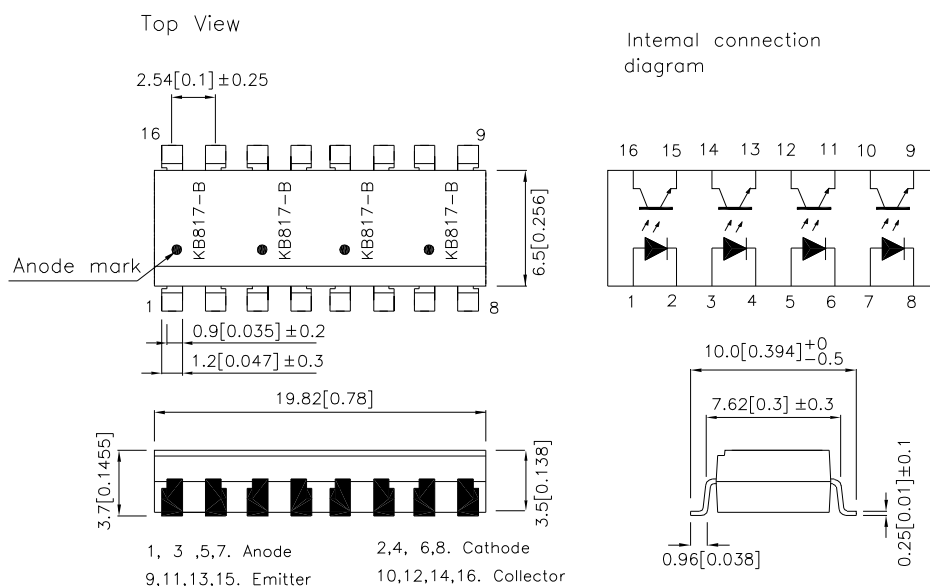 Top View
Internal connection
diagram
2.54[0.1]±0.25
16
9
KB817-B
KB817-B
KB817-B
KB817-B
6.5[0.256]
Anode mark
1
8
0.9[0.035]±0.2
1.2[0.047]±0.3
16 15 14 13 12 11 10 9
1 2 3 4 5 6 7 8
19.82[0.78]
3.7[0.1455]
3.5[0.138]
10.0[0.394]+0 −0.5
7.62[0.3]±0.3
0.25[0.01]±0.1
0.96[0.038]
1, 3 ,5,7. Anode
2,4, 6,8. Cathode
9,11,13,15. Emitter
10,12,14,16. Collector